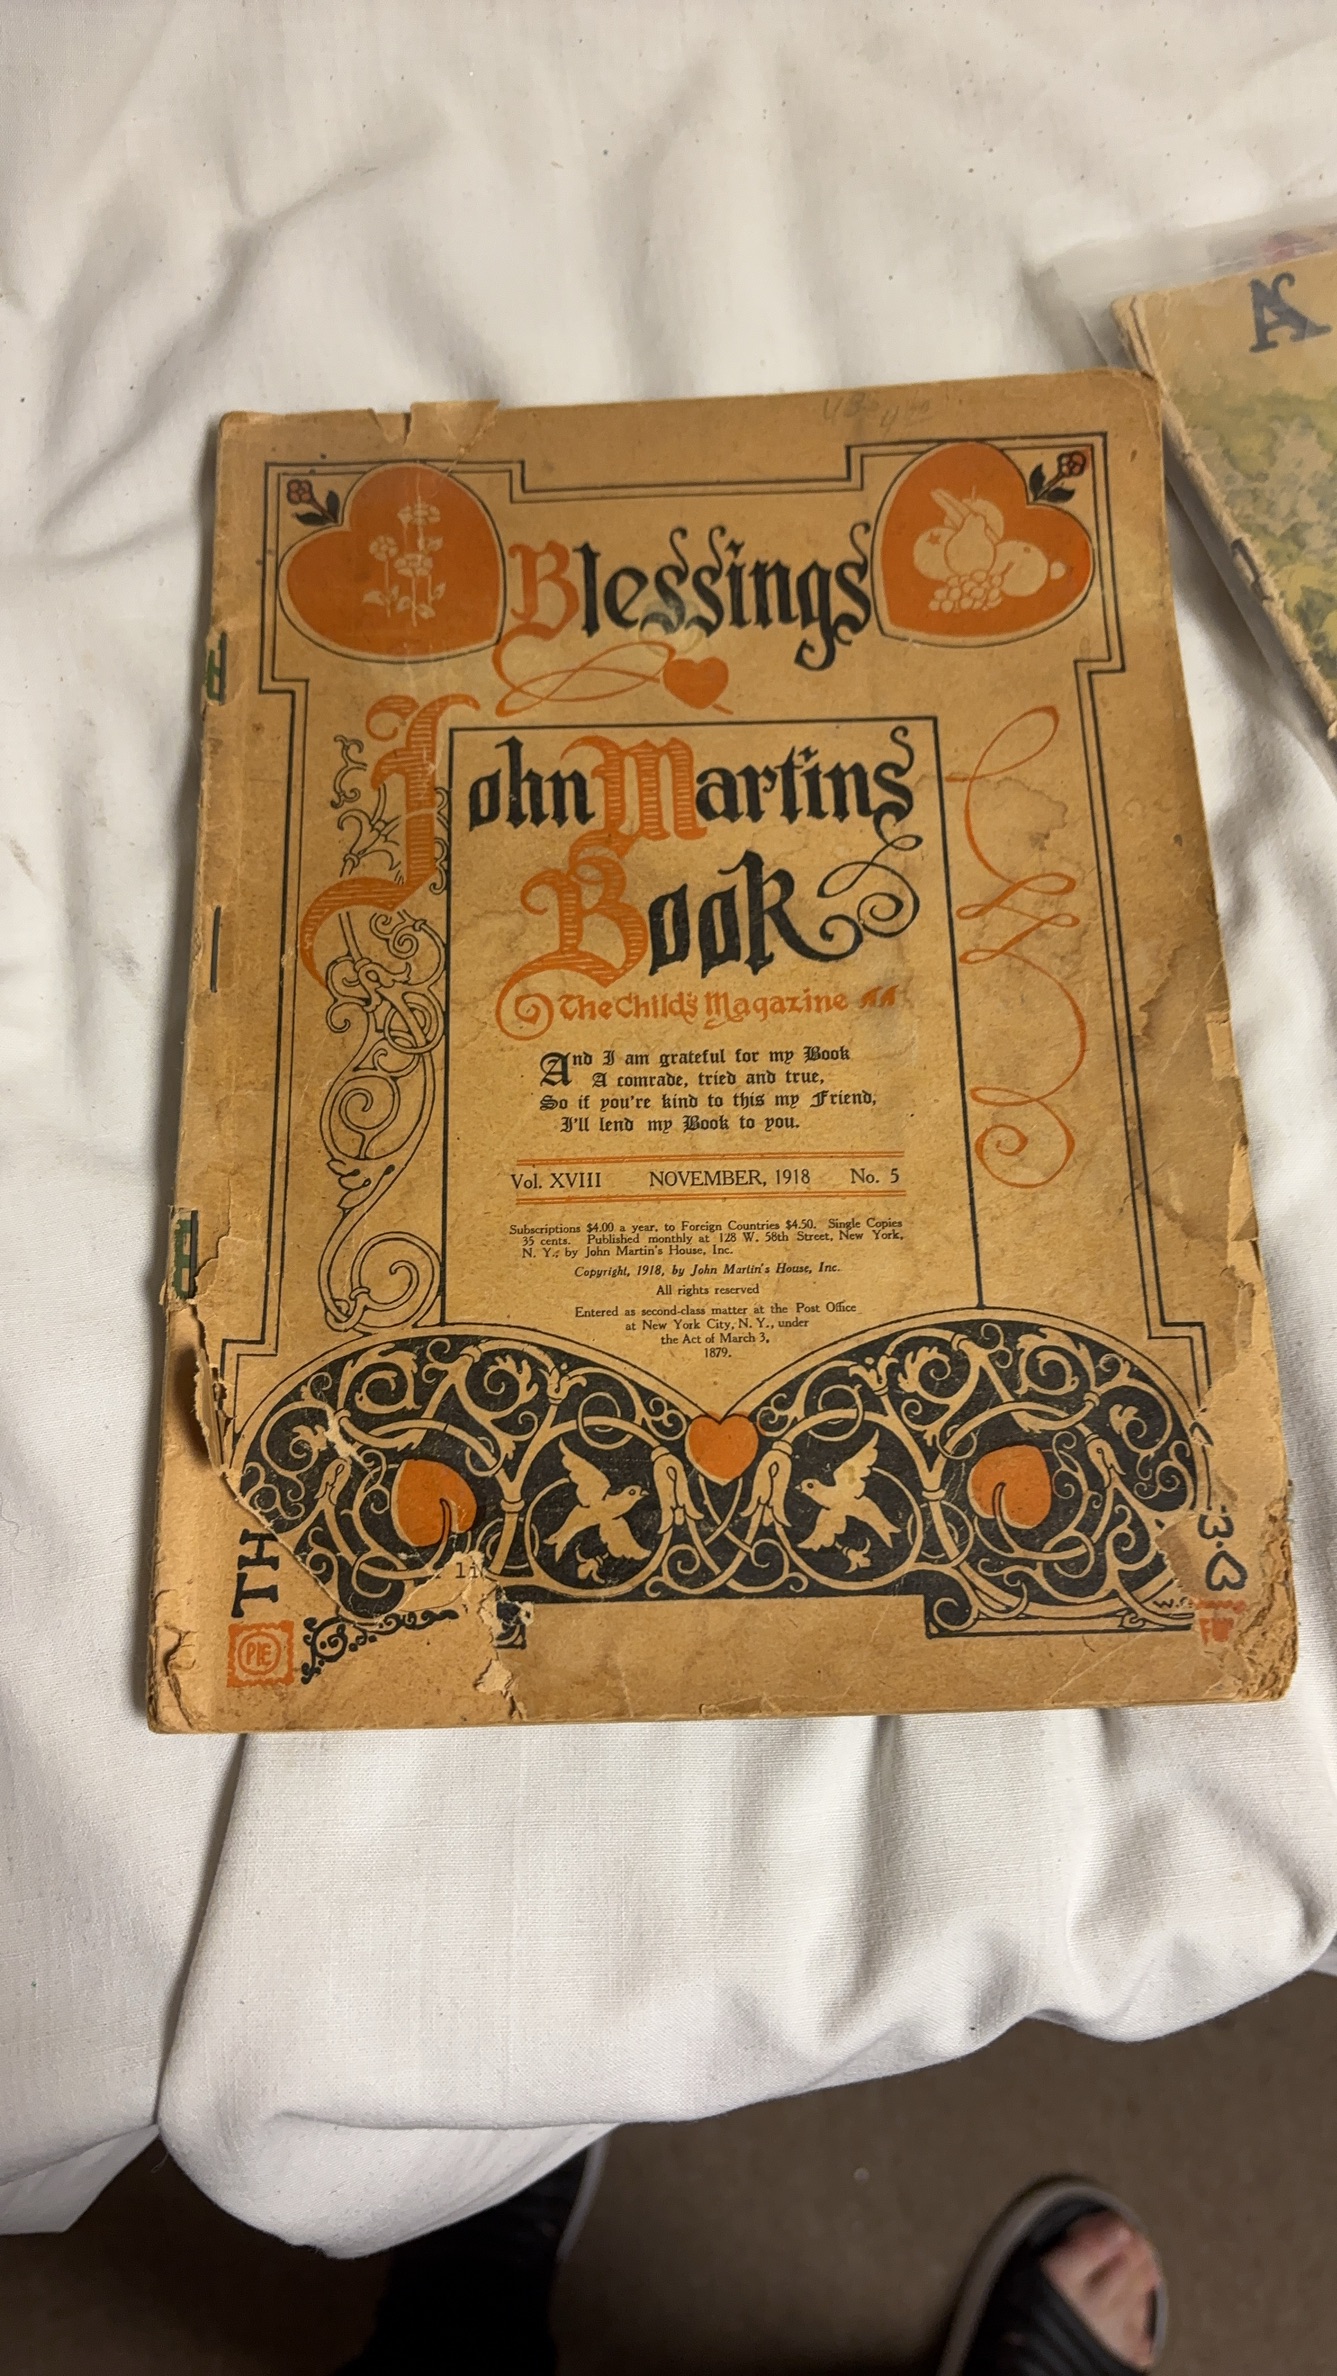 Blessings
John Martins
Book
The Child's Magazine
And I am grateful for my Book
A comrade, tried and true,
So if you're kind to this my Friend,
I'll lend my Book to you.
Vol. XVIII NOVEMBER, 1918 No. 5
Subscriptions $4.00 a year, to Foreign Countries $4.50. Single Copies
35 cents. Published monthly at 128 W. 58th Street, New York,
N. Y., by John Martin's House, Inc.
Copyright, 1918, by John Martin's House, Inc.
All rights reserved
Entered as second-class matter at the Post Office
at New York City, N. Y., under
the Act of March 3,
1879.
TH
PIE
A